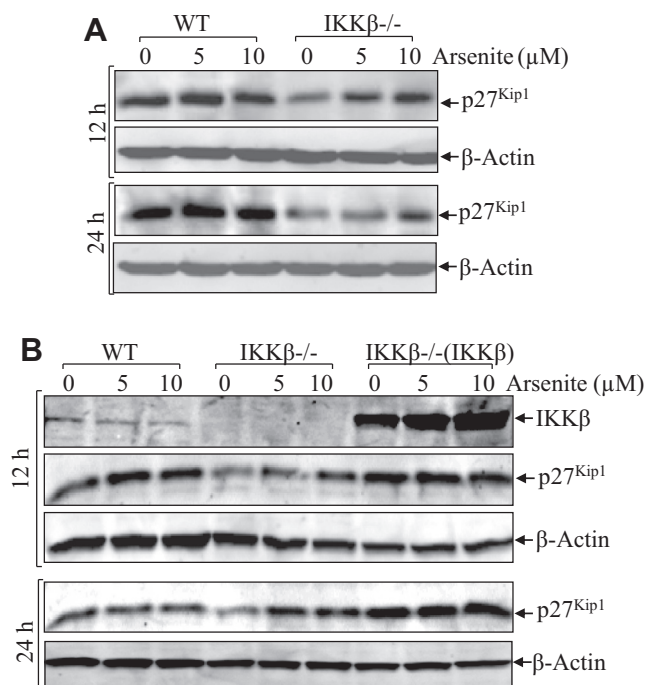 A
WT IKKβ-/-
0 5 10 0 5 10 Arsenite (µM)
12 h
p27Kip1
β-Actin
24 h
p27Kip1
β-Actin
B
WT IKKβ-/- IKKβ-/-(IKKβ)
0 5 10 0 5 10 0 5 10 Arsenite (µM)
12 h
IKKβ
p27Kip1
β-Actin
24 h
p27Kip1
β-Actin